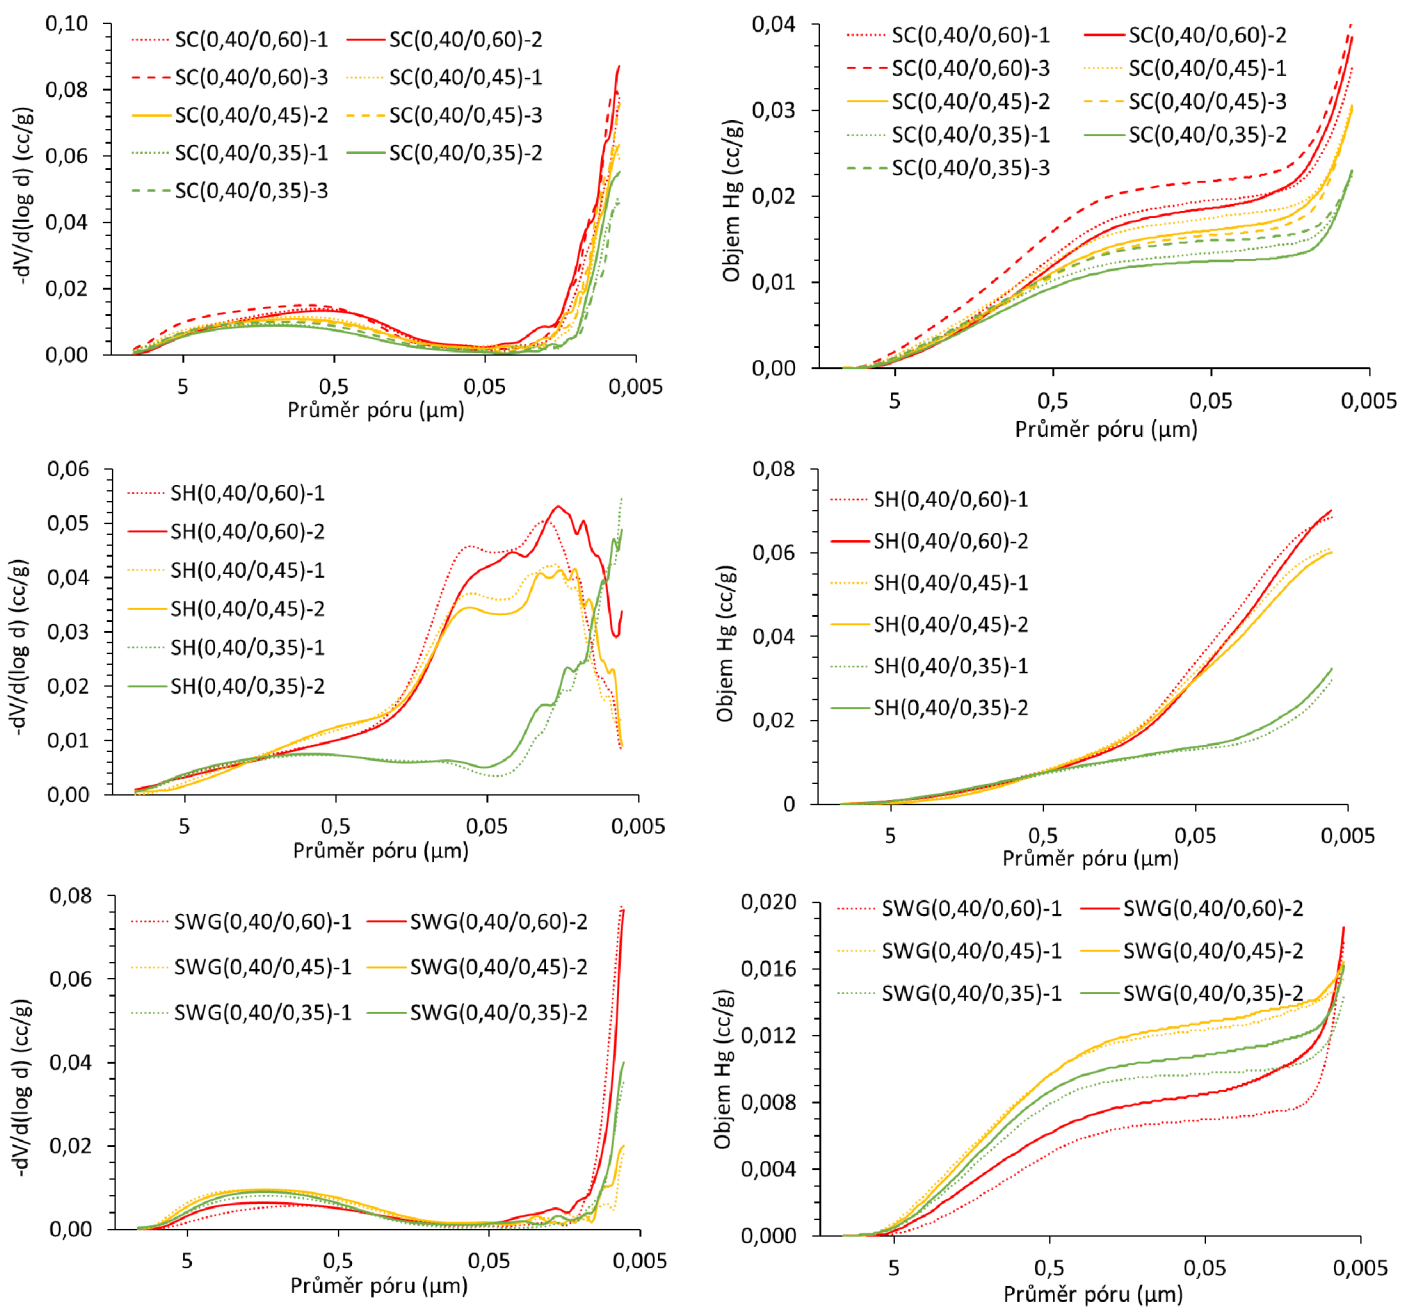 0,10
0,08
0,06
0,04
0,02
0,00
-dV/d(log d) (cc/g)
SC(0,40/0,60)-1 SC(0,40/0,60)-2
SC(0,40/0,60)-3 SC(0,40/0,45)-1
SC(0,40/0,45)-2 SC(0,40/0,45)-3
SC(0,40/0,35)-1 SC(0,40/0,35)-2
SC(0,40/0,35)-3
5 0,5 0,05 0,005
Průměr póru (µm)
0,04
0,03
0,02
0,01
0,00
Objem Hg (cc/g)
SC(0,40/0,60)-1 SC(0,40/0,60)-2
SC(0,40/0,60)-3 SC(0,40/0,45)-1
SC(0,40/0,45)-2 SC(0,40/0,45)-3
SC(0,40/0,35)-1 SC(0,40/0,35)-2
SC(0,40/0,35)-3
5 0,5 0,05 0,005
Průměr póru (µm)
0,06
0,05
0,04
0,03
0,02
0,01
0,00
-dV/d(log d) (cc/g)
SH(0,40/0,60)-1
SH(0,40/0,60)-2
SH(0,40/0,45)-1
SH(0,40/0,45)-2
SH(0,40/0,35)-1
SH(0,40/0,35)-2
5 0,5 0,05 0,005
Průměr póru (µm)
0,08
0,06
0,04
0,02
0
Objem Hg (cc/g)
SH(0,40/0,60)-1
SH(0,40/0,60)-2
SH(0,40/0,45)-1
SH(0,40/0,45)-2
SH(0,40/0,35)-1
SH(0,40/0,35)-2
5 0,5 0,05 0,005
Průměr póru (µm)
0,08
0,06
0,04
0,02
0,00
-dV/d(log d) (cc/g)
SWG(0,40/0,60)-1 SWG(0,40/0,60)-2
SWG(0,40/0,45)-1 SWG(0,40/0,45)-2
SWG(0,40/0,35)-1 SWG(0,40/0,35)-2
5 0,5 0,05 0,005
Průměr póru (µm)
0,020
0,016
0,012
0,008
0,004
0,000
Objem Hg (cc/g)
SWG(0,40/0,60)-1 SWG(0,40/0,60)-2
SWG(0,40/0,45)-1 SWG(0,40/0,45)-2
SWG(0,40/0,35)-1 SWG(0,40/0,35)-2
5 0,5 0,05 0,005
Průměr póru (µm)